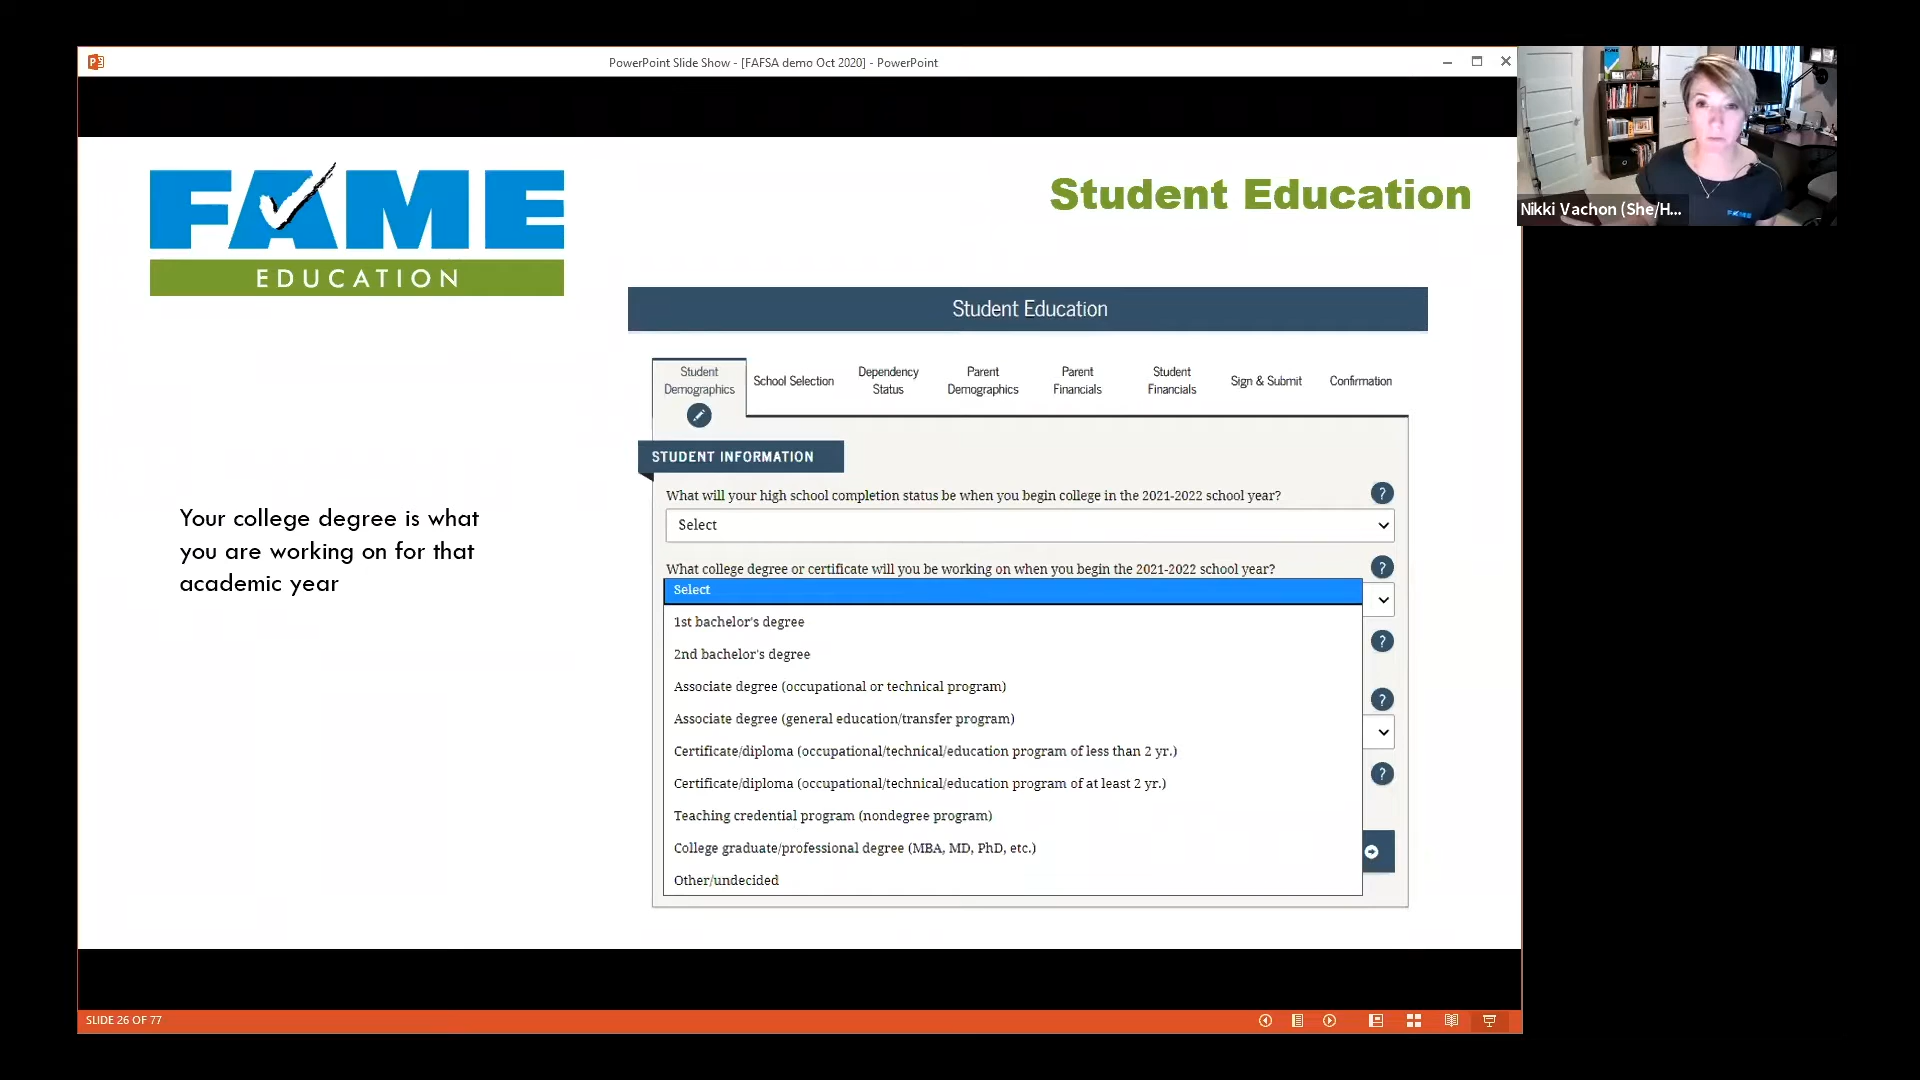 PowerPoint Slide Show - [FAFSA demo Oct 2020] - PowerPoint
FAME
EDUCATION
Student Education
Nikki Vachon (She/H...
Student Education
Student Demographics
School Selection
Dependency Status
Parent Demographics
Parent Financials
Student Financials
Sign & Submit
Confirmation
STUDENT INFORMATION
What will your high school completion status be when you begin college in the 2021-2022 school year?
?
Select
Your college degree is what
you are working on for that
academic year
What college degree or certificate will you be working on when you begin the 2021-2022 school year?
?
Select
1st bachelor's degree
2nd bachelor's degree
?
Associate degree (occupational or technical program)
?
Associate degree (general education/transfer program)
Certificate/diploma (occupational/technical/education program of less than 2 yr.)
Certificate/diploma (occupational/technical/education program of at least 2 yr.)
?
Teaching credential program (nondegree program)
College graduate/professional degree (MBA, MD, PhD, etc.)
Other/undecided
SLIDE 26 OF 77